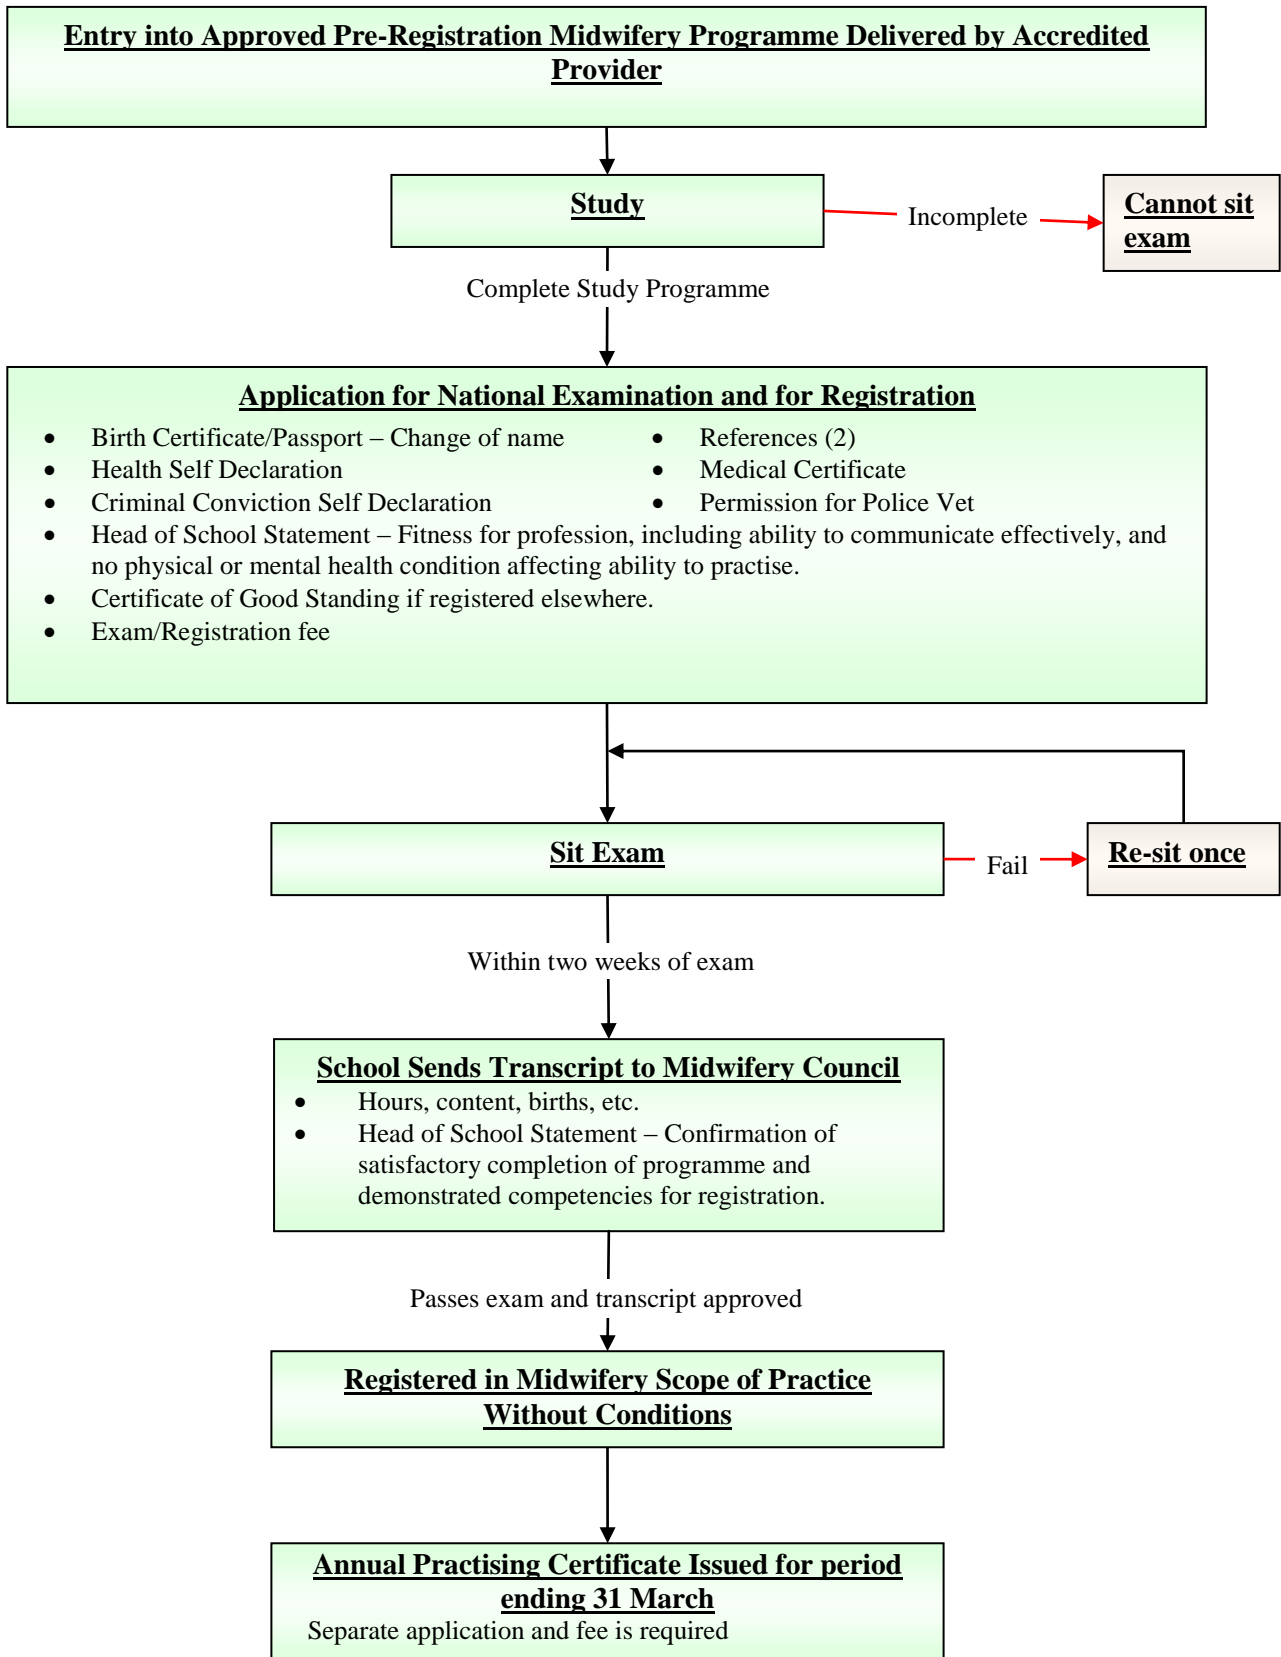 Entry into Approved Pre-Registration Midwifery Programme Delivered by Accredited
Provider
Study
Incomplete
Cannot sit
exam
Complete Study Programme
Application for National Examination and for Registration
• Birth Certificate/Passport – Change of name
• References (2)
• Health Self Declaration
• Medical Certificate
• Criminal Conviction Self Declaration
• Permission for Police Vet
• Head of School Statement – Fitness for profession, including ability to communicate effectively, and
no physical or mental health condition affecting ability to practise.
• Certificate of Good Standing if registered elsewhere.
• Exam/Registration fee
Sit Exam
Fail
Re-sit once
Within two weeks of exam
School Sends Transcript to Midwifery Council
• Hours, content, births, etc.
• Head of School Statement – Confirmation of
satisfactory completion of programme and
demonstrated competencies for registration.
Passes exam and transcript approved
Registered in Midwifery Scope of Practice
Without Conditions
Annual Practising Certificate Issued for period
ending 31 March
Separate application and fee is required